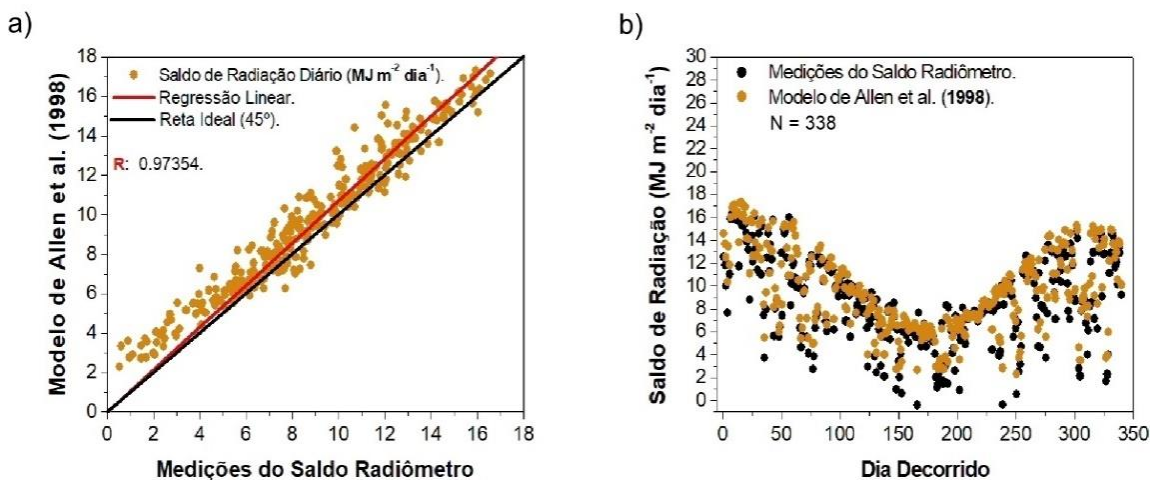 a)
Modelo de Allen et al. (1998)
18
16
14
12
10
8
6
4
2
0
Saldo de Radiação Diário (MJ m⁻² dia⁻¹).
Regressão Linear.
Reta Ideal (45º).
R: 0.97354.
0 2 4 6 8 10 12 14 16 18
Medições do Saldo Radiômetro
b)
Saldo de Radiação (MJ m⁻² dia⁻¹)
30
28
26
24
22
20
18
16
14
12
10
8
6
4
2
0
Medições do Saldo Radiômetro.
Modelo de Allen et al. (1998).
N = 338
0 50 100 150 200 250 300 350
Dia Decorrido